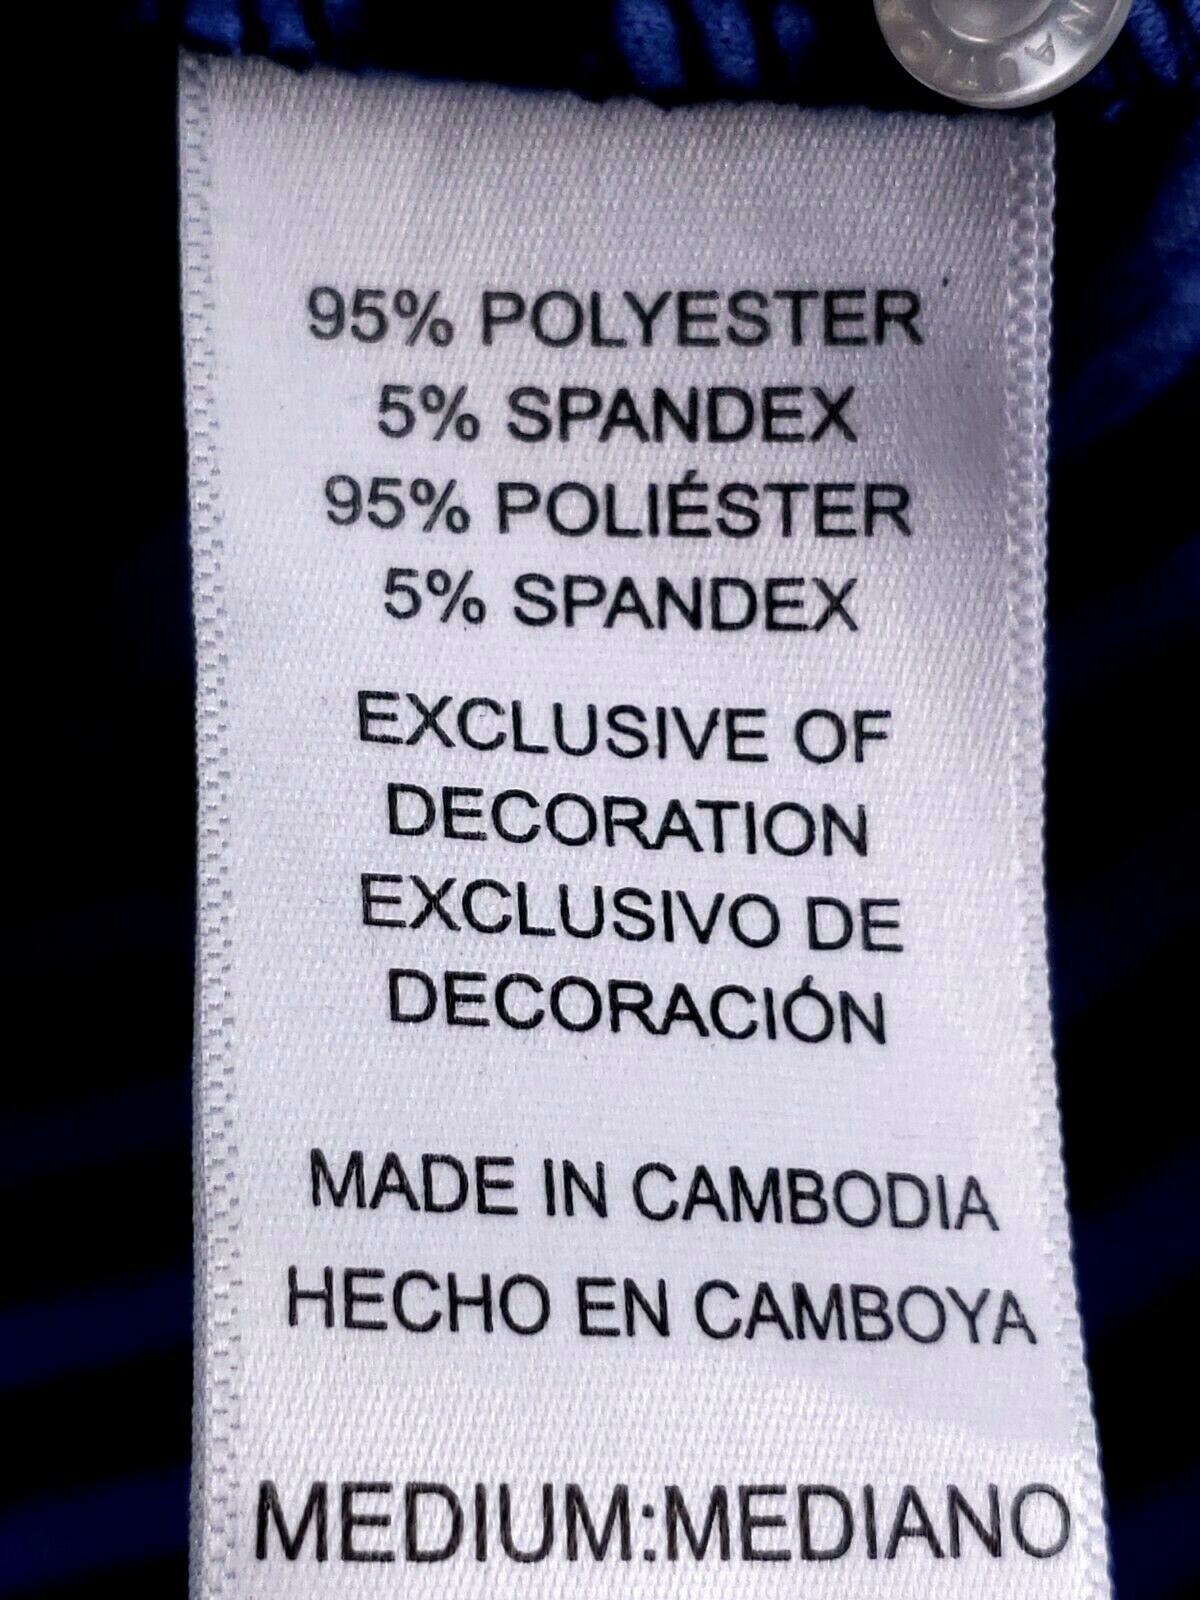 95% POLYESTER
5% SPANDEX
95% POLIÉSTER
5% SPANDEX
EXCLUSIVE OF
DECORATION
EXCLUSIVO DE
DECORACIÓN
MADE IN CAMBODIA
HECHO EN CAMBOYA
MEDIUM:MEDIANO